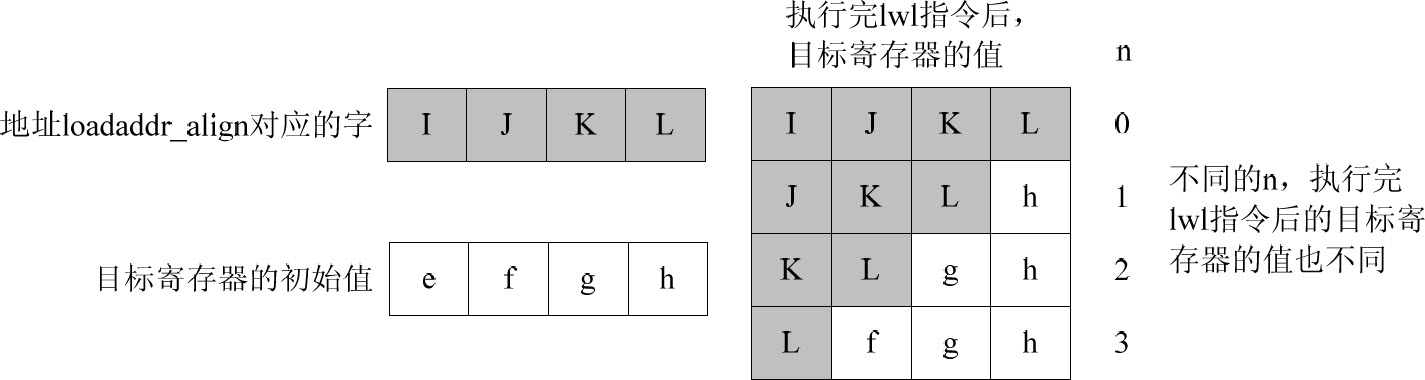 执行完lwl指令后，
目标寄存器的值
n
地址loadaddr_align对应的字
I J K L
I J K L 0
J K L h 1
不同的n，执行完
lwl指令后的目标寄
存器的值也不同
目标寄存器的初始值
e f g h
K L g h 2
L f g h 3